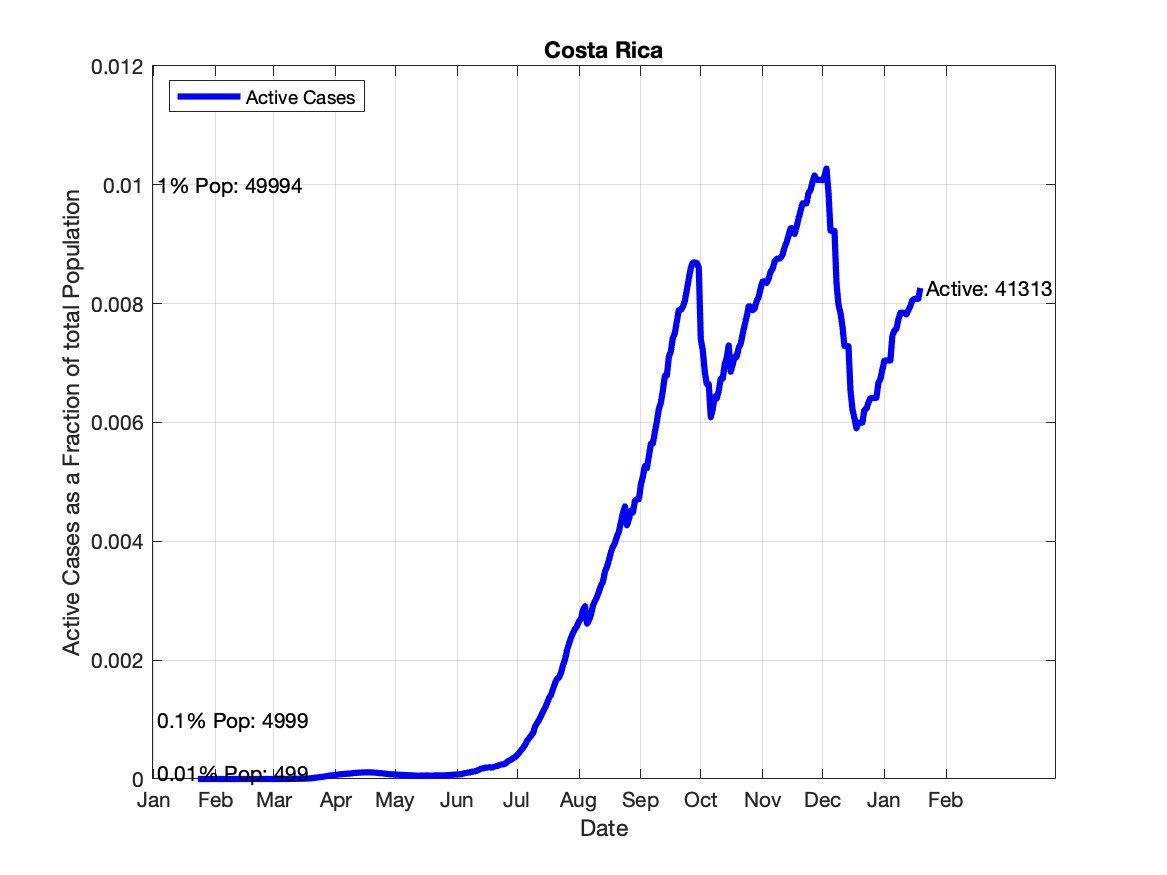 Costa Rica
Active Cases
0.012
0.01
0.008
0.006
0.004
0.002
0
Active Cases as a Fraction of total Population
1% Pop: 49994
0.1% Pop: 4999
0.01% Pop: 499
Active: 41313
Jan Feb Mar Apr May Jun Jul Aug Sep Oct Nov Dec Jan Feb
Date